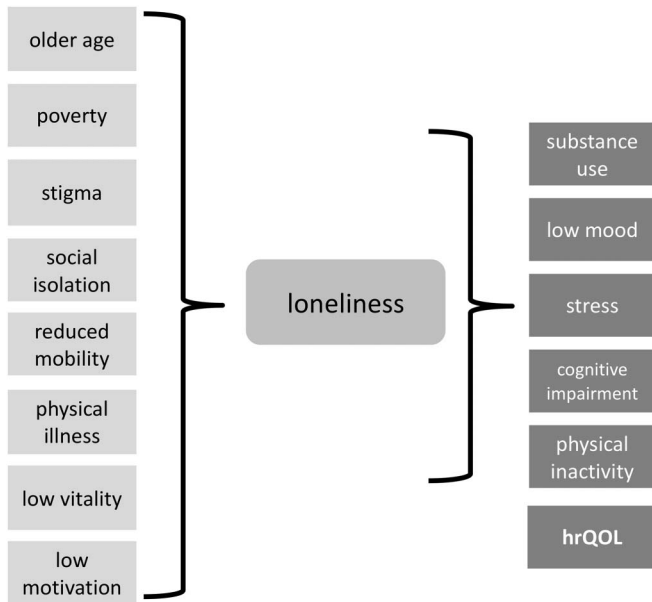 older age
poverty
stigma
social
isolation
reduced
mobility
physical
illness
low vitality
low
motivation
loneliness
substance
use
low mood
stress
cognitive
impairment
physical
inactivity
hrQOL